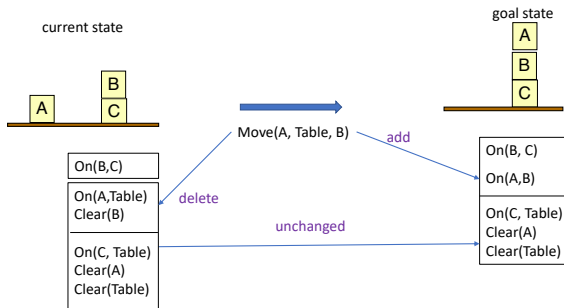 current state
goal state
A
B
C
A
B
C
Move(A, Table, B)
add
delete
unchanged
On(B,C)
On(A,Table)
Clear(B)
On(C, Table)
Clear(A)
Clear(Table)
On(B, C)
On(A,B)
On(C, Table)
Clear(A)
Clear(Table)